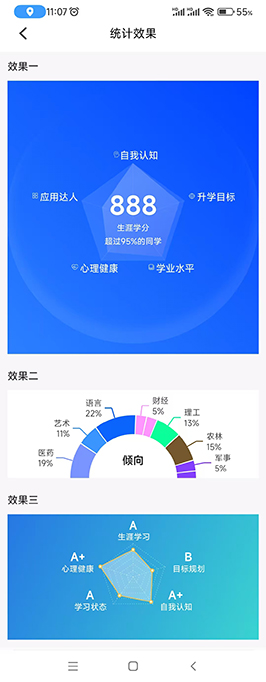 11:07
55%
统计效果
效果一
自我认知
应用达人
升学目标
888
生涯学分
超过95%的同学
心理健康
学业水平
效果二
语言
22%
财经
5%
理工
13%
艺术
11%
农林
15%
医药
19%
军事
5%
倾向
效果三
A
生涯学习
A+
心理健康
B
目标规划
A
学习状态
A+
自我认知